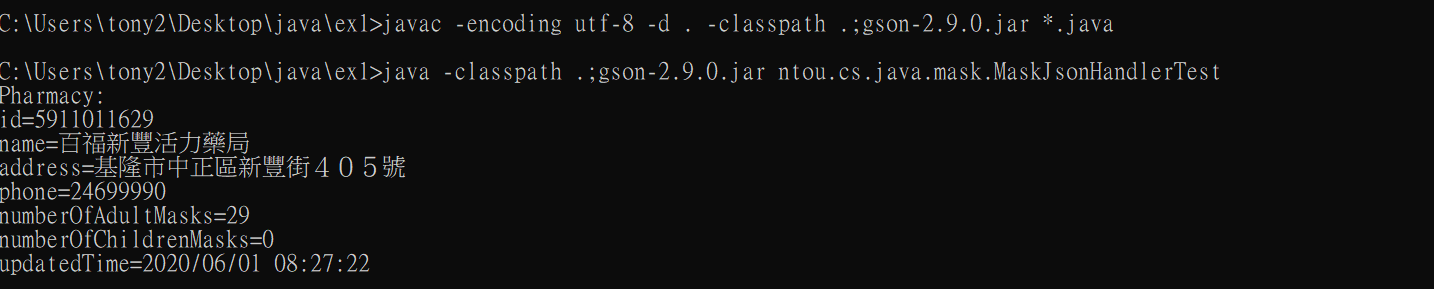 C:\Users\tony2\Desktop\java\ex1>javac -encoding utf-8 -d . -classpath .;gson-2.9.0.jar *.java
C:\Users\tony2\Desktop\java\ex1>java -classpath .;gson-2.9.0.jar ntou.cs.java.mask.MaskJsonHandlerTest
Pharmacy:
id=5911011629
name=百福新豐活力藥局
address=基隆市中正區新豐街４０５號
phone=24699990
numberOfAdultMasks=29
numberOfChildrenMasks=0
updatedTime=2020/06/01 08:27:22